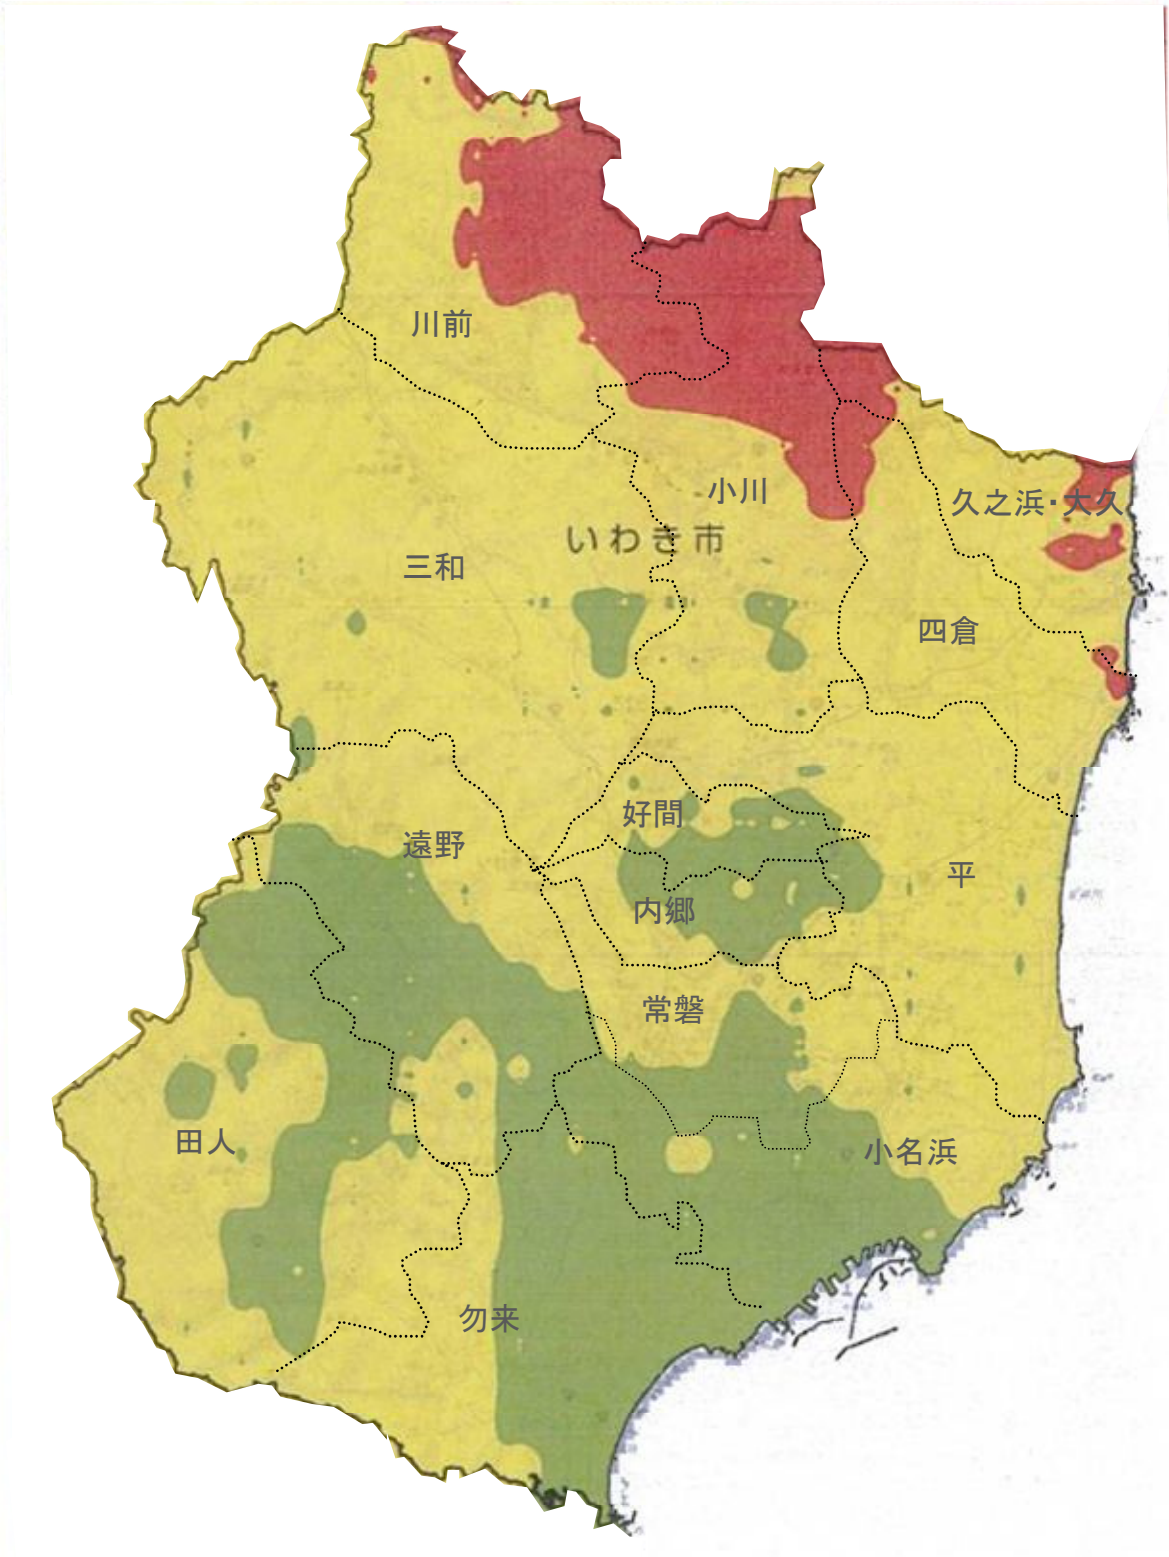 川前
小川
久之浜・大久
いわき市
三和
四倉
好間
遠野
平
内郷
常磐
田人
小名浜
勿来